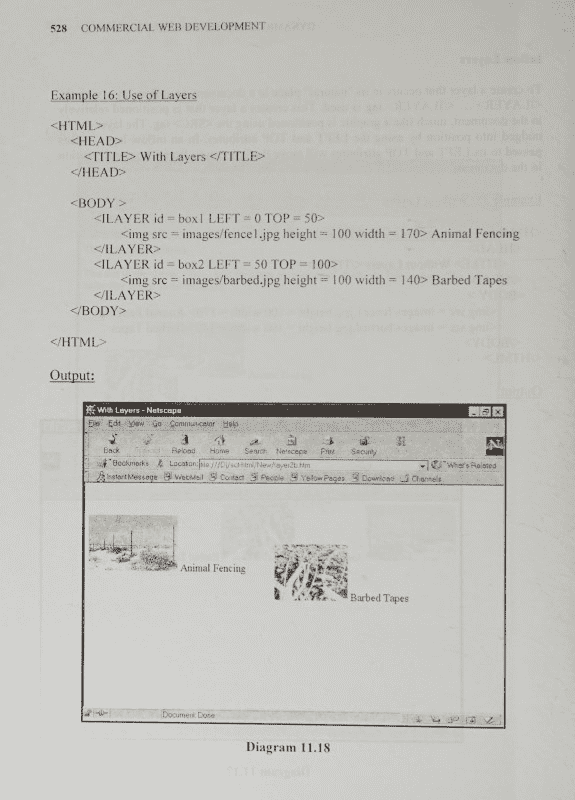 528 COMMERCIAL WEB DEVELOPMENT
Example 16: Use of Layers
<HTML>
<HEAD>
<TITLE> With Layers </TITLE>
</HEAD>
<BODY >
<ILAYER id = box1 LEFT = 0 TOP = 50>
<img src = images/fence1.jpg height = 100 width = 170> Animal Fencing
</ILAYER>
<ILAYER id = box2 LEFT = 50 TOP = 100>
<img src = images/barbed.jpg height = 100 width = 140> Barbed Tapes
</ILAYER>
</BODY>
</HTML>
Output:
With Layers - Netscape
File Edit View Go Communicator Help
Back Reload Home Search Netscape Print Security
Bookmarks Location: What's Related
Instant Message WebMail Contact People Yellow Pages Download Channels
Animal Fencing
Barbed Tapes
Document: Done
Diagram 11.18